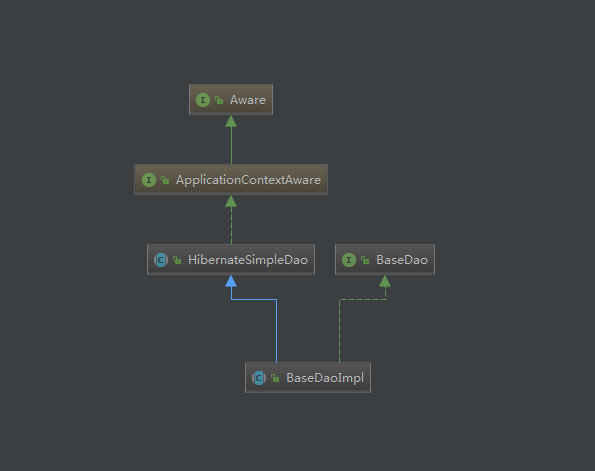 I Aware
I ApplicationContextAware
C HibernateSimpleDao
I BaseDao
C BaseDaoImpl